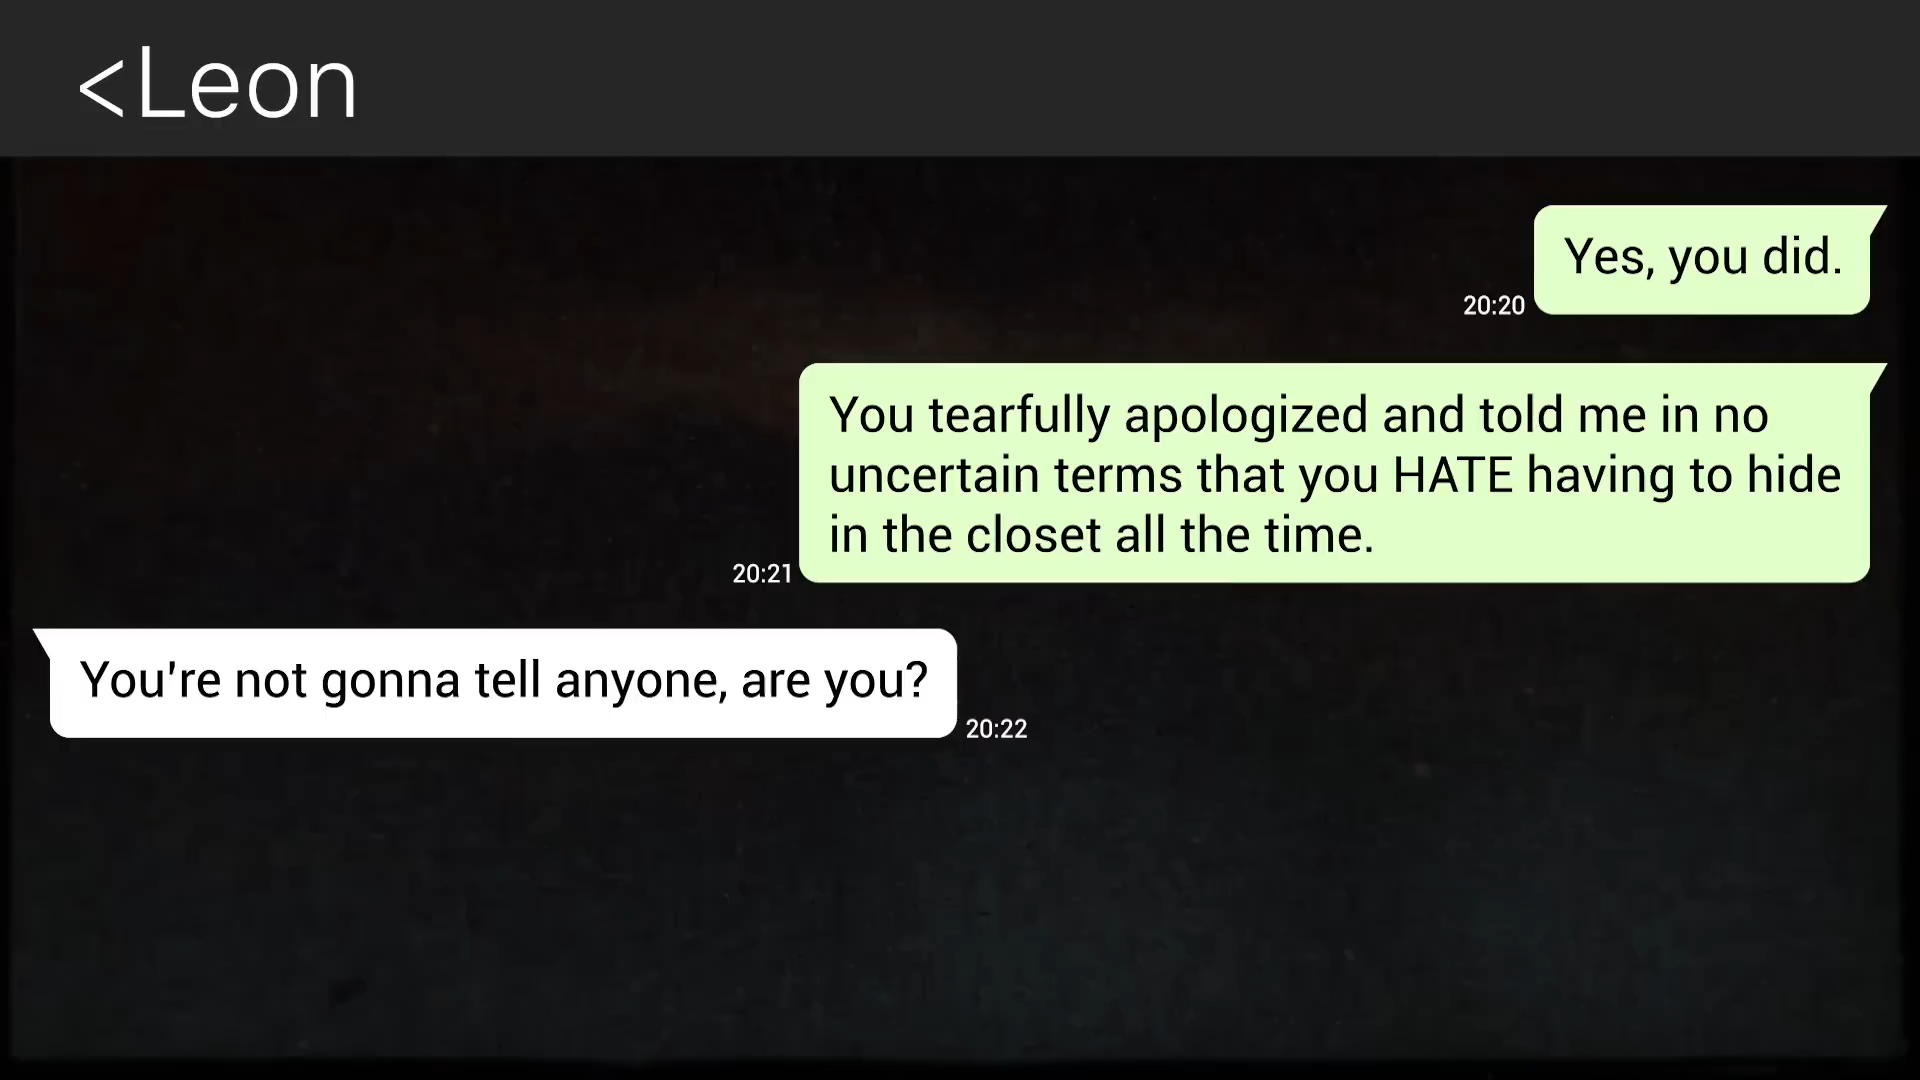 <Leon
Yes, you did.
20:20
You tearfully apologized and told me in no
uncertain terms that you HATE having to hide
in the closet all the time.
20:21
You're not gonna tell anyone, are you?
20:22